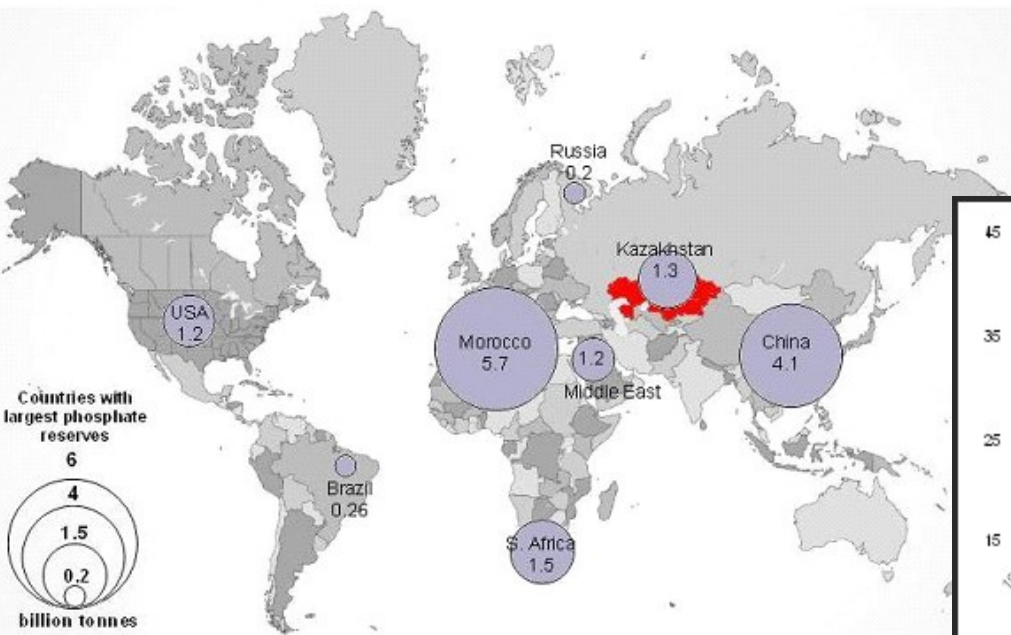 Russia
0.2
Kazakhstan
1.3
USA
1.2
Morocco
5.7
1.2
Middle East
China
4.1
Brazil
0.26
S. Africa
1.5
Countries with
largest phosphate
reserves
6
4
1.5
0.2
billion tonnes
45
35
25
15